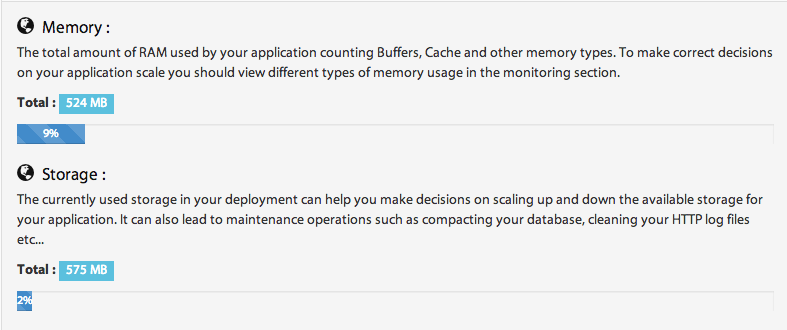 Memory :
The total amount of RAM used by your application counting Buffers, Cache and other memory types. To make correct decisions
on your application scale you should view different types of memory usage in the monitoring section.
Total : 524 MB
9%
Storage :
The currently used storage in your deployment can help you make decisions on scaling up and down the available storage for
your application. It can also lead to maintenance operations such as compacting your database, cleaning your HTTP log files
etc...
Total : 575 MB
2%